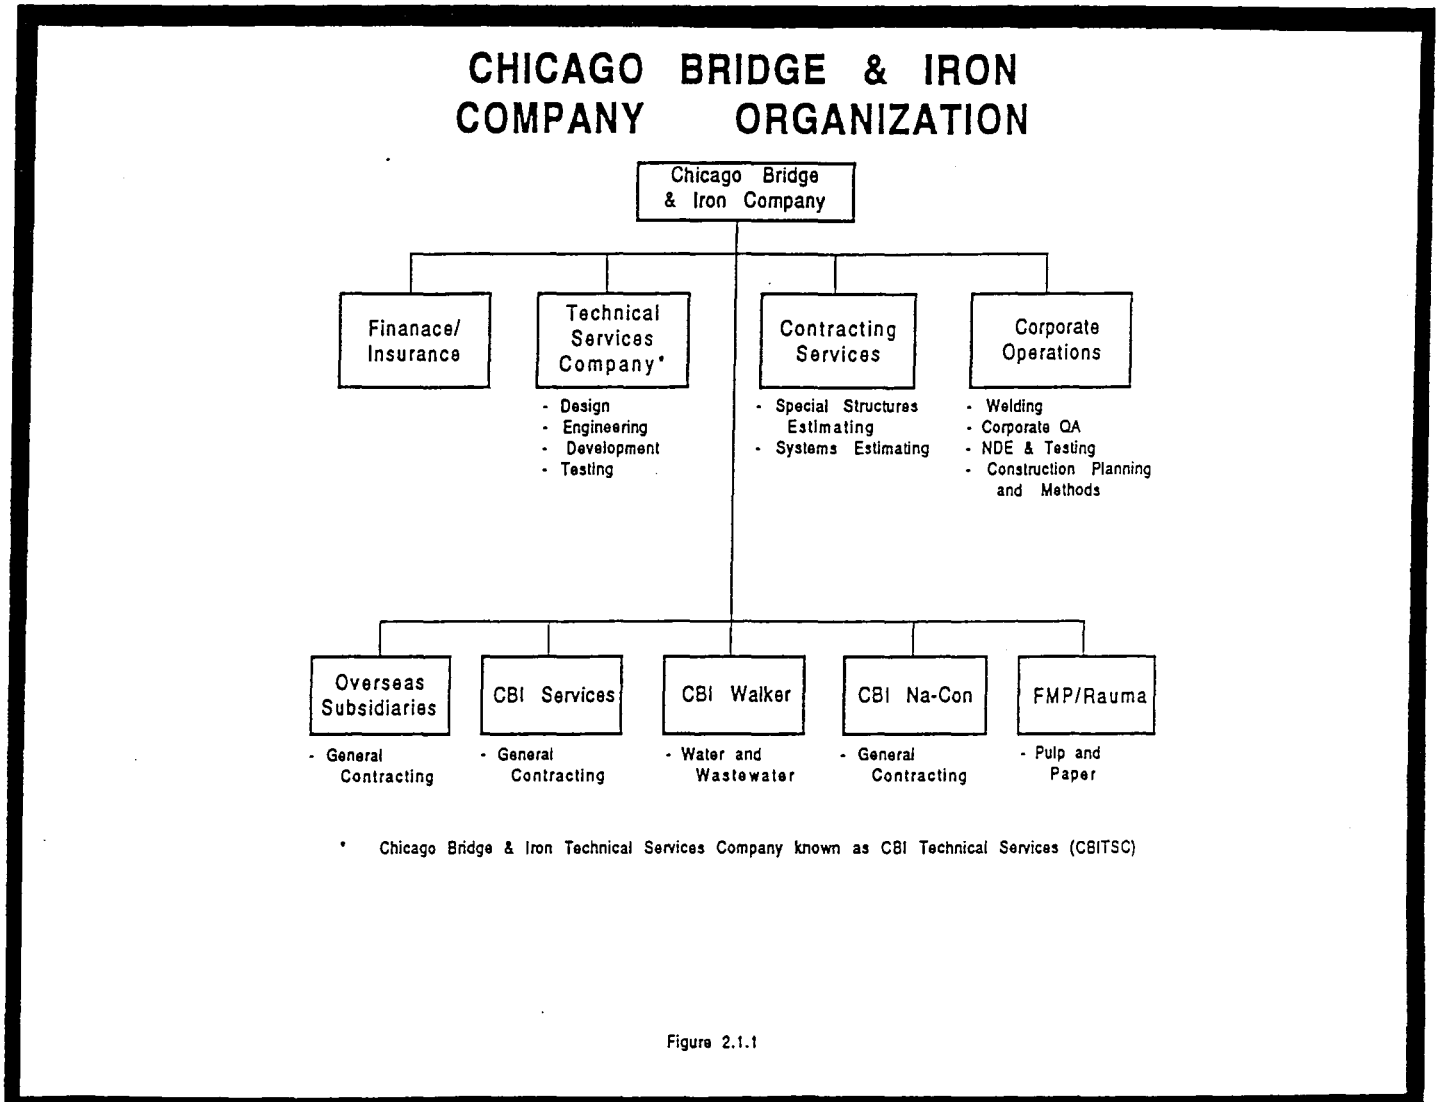 CHICAGO BRIDGE & IRON
COMPANY ORGANIZATION
Chicago Bridge
& Iron Company
Finanace/
Insurance
Technical
Services
Company*
- Design
- Engineering
- Development
- Testing
Contracting
Services
- Special Structures
Estimating
- Systems Estimating
Corporate
Operations
- Welding
- Corporate QA
- NDE & Testing
- Construction Planning
and Methods
Overseas
Subsidiaries
- General
Contracting
CBI Services
- General
Contracting
CBI Walker
- Water and
Wastewater
CBI Na-Con
- General
Contracting
FMP/Rauma
- Pulp and
Paper
* Chicago Bridge & Iron Technical Services Company known as CBI Technical Services (CBITSC)
Figure 2.1.1